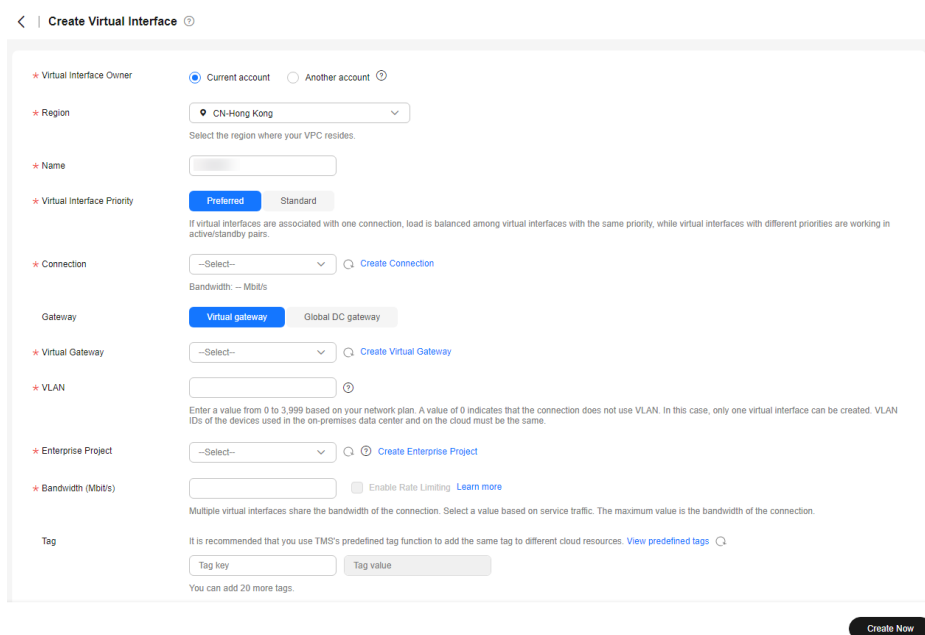 Create Virtual Interface
Virtual Interface Owner
Current account
Another account
Region
CN-Hong Kong
Select the region where your VPC resides.
Name
Virtual Interface Priority
Preferred
Standard
If virtual interfaces are associated with one connection, load is balanced among virtual interfaces with the same priority, while virtual interfaces with different priorities are working in
active/standby pairs.
Connection
--Select--
Create Connection
Bandwidth: -- Mbit/s
Gateway
Virtual gateway
Global DC gateway
Virtual Gateway
--Select--
Create Virtual Gateway
VLAN
Enter a value from 0 to 3,999 based on your network plan. A value of 0 indicates that the connection does not use VLAN. In this case, only one virtual interface can be created. VLAN
IDs of the devices used in the on-premises data center and on the cloud must be the same.
Enterprise Project
--Select--
Create Enterprise Project
Bandwidth (Mbit/s)
Enable Rate Limiting
Learn more
Multiple virtual interfaces share the bandwidth of the connection. Select a value based on service traffic. The maximum value is the bandwidth of the connection.
Tag
It is recommended that you use TMS's predefined tag function to add the same tag to different cloud resources. View predefined tags
Tag key
Tag value
You can add 20 more tags.
Create Now